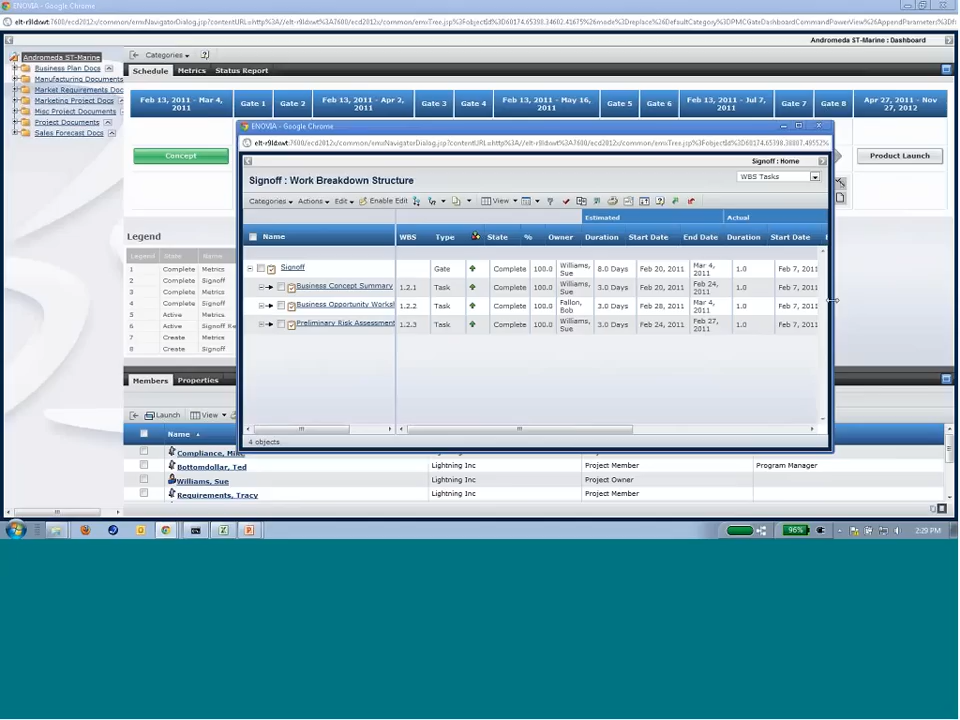 ENOVIA - Google Chrome
Andromeda ST-Marine : Dashboard
Andromeda ST-Marine
Business Plan Docs
Manufacturing Documents
Market Requirements Doc
Marketing Project Docs
Misc Project Documents
Project Documents
Sales Forecast Docs
Categories
Schedule Metrics Status Report
Feb 13, 2011 - Mar 4, 2011 Gate 1 Gate 2 Feb 13, 2011 - Apr 2, 2011 Gate 3 Gate 4 Feb 13, 2011 - May 16, 2011 Gate 5 Gate 6 Feb 13, 2011 - Jul 7, 2011 Gate 7 Gate 8 Apr 27, 2011 - Nov 27, 2012
Concept Product Launch
Legend
Legend State Name
1 Complete Metrics
2 Complete Signoff
3 Complete Metrics
4 Complete Signoff
5 Active Metrics
6 Active Signoff
7 Create Metrics
8 Create Signoff
ENOVIA - Google Chrome
Signoff : Home
Signoff : Work Breakdown Structure
WBS Tasks
Categories Actions Edit Enable Edit View
Estimated Actual
Name WBS Type State % Owner Duration Start Date End Date Duration Start Date
Signoff Gate Complete 100.0 Williams, Sue 8.0 Days Feb 20, 2011 Mar 4, 2011 1.0 Feb 7, 2011
Business Concept Summary 1.2.1 Task Complete 100.0 Williams, Sue 3.0 Days Feb 20, 2011 Feb 24, 2011 1.0 Feb 7, 2011
Business Opportunity Works 1.2.2 Task Complete 100.0 Fallon, Bob 3.0 Days Feb 28, 2011 Mar 4, 2011 1.0 Feb 7, 2011
Preliminary Risk Assessment 1.2.3 Task Complete 100.0 Williams, Sue 3.0 Days Feb 24, 2011 Feb 27, 2011 1.0 Feb 7, 2011
4 objects
Members Properties
Launch View
Name
Compliance, Mik
Bottomdollar, Ted Lightning Inc Project Member Program Manager
Williams, Sue Lightning Inc Project Owner
Requirements, Tracy Lightning Inc Project Member
96% 2:29 PM